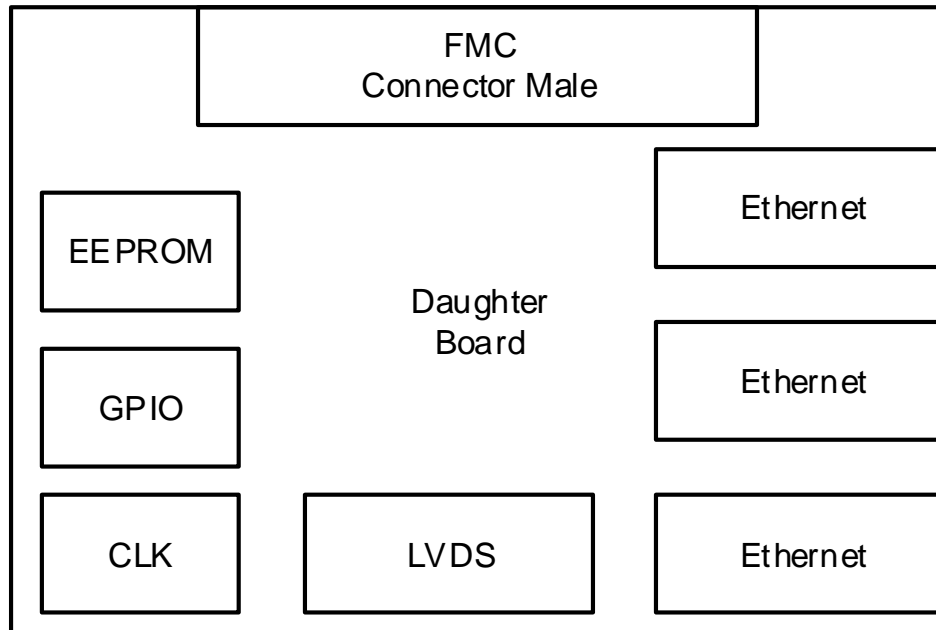 FMC
Connector Male
Ethernet
EEPROM
Daughter
Board
Ethernet
GPIO
CLK
LVDS
Ethernet